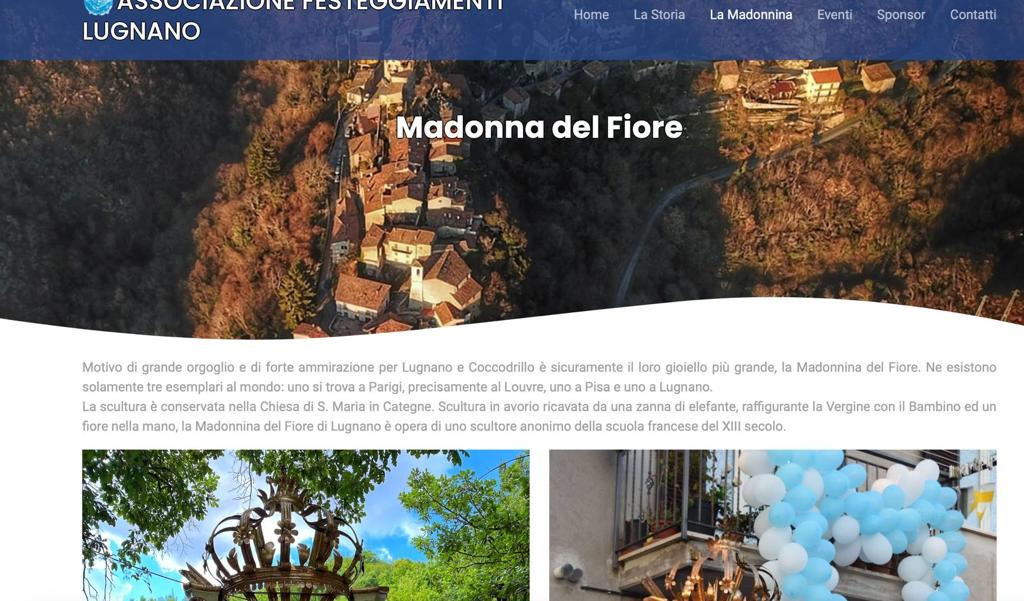 ASSOCIAZIONE FESTEGGIAMENTI
LUGNANO
Home La Storia La Madonnina Eventi Sponsor Contatti
Madonna del Fiore
Motivo di grande orgoglio e di forte ammirazione per Lugnano e Coccodrillo è sicuramente il loro gioiello più grande, la Madonnina del Fiore. Ne esistono
solamente tre esemplari al mondo: uno si trova a Parigi, precisamente al Louvre, uno a Pisa e uno a Lugnano.
La scultura è conservata nella Chiesa di S. Maria in Categne. Scultura in avorio ricavata da una zanna di elefante, raffigurante la Vergine con il Bambino ed un
fiore nella mano, la Madonnina del Fiore di Lugnano è opera di uno scultore anonimo della scuola francese del XIII secolo.